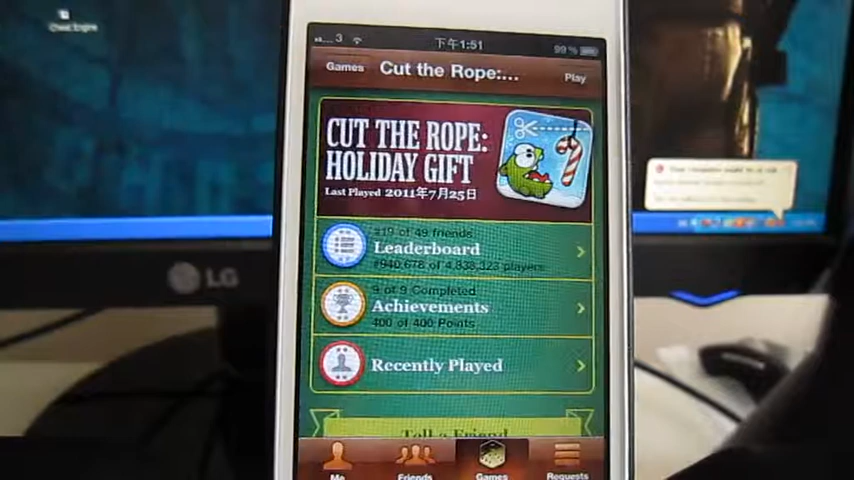 Cheat Engine
3
下午1:51
99%
Games
Cut the Rope:...
Play
CUT THE ROPE:
HOLIDAY GIFT
Last Played 2011年7月25日
#19 of 49 friends
Leaderboard
#940,678 of 4,838,323 players
9 of 9 Completed
Achievements
400 of 400 Points
Recently Played
Tell a Friend
Me
Friends
Games
Requests
LG